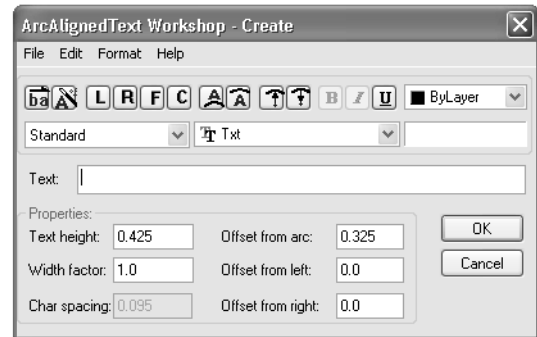 ArcAlignedText Workshop - Create
File Edit Format Help
ba A L R F C A A T T B I U ByLayer
Standard Tt Txt
Text:
Properties:
Text height: 0.425 Offset from arc: 0.325 OK
Width factor: 1.0 Offset from left: 0.0 Cancel
Char spacing: 0.095 Offset from right: 0.0